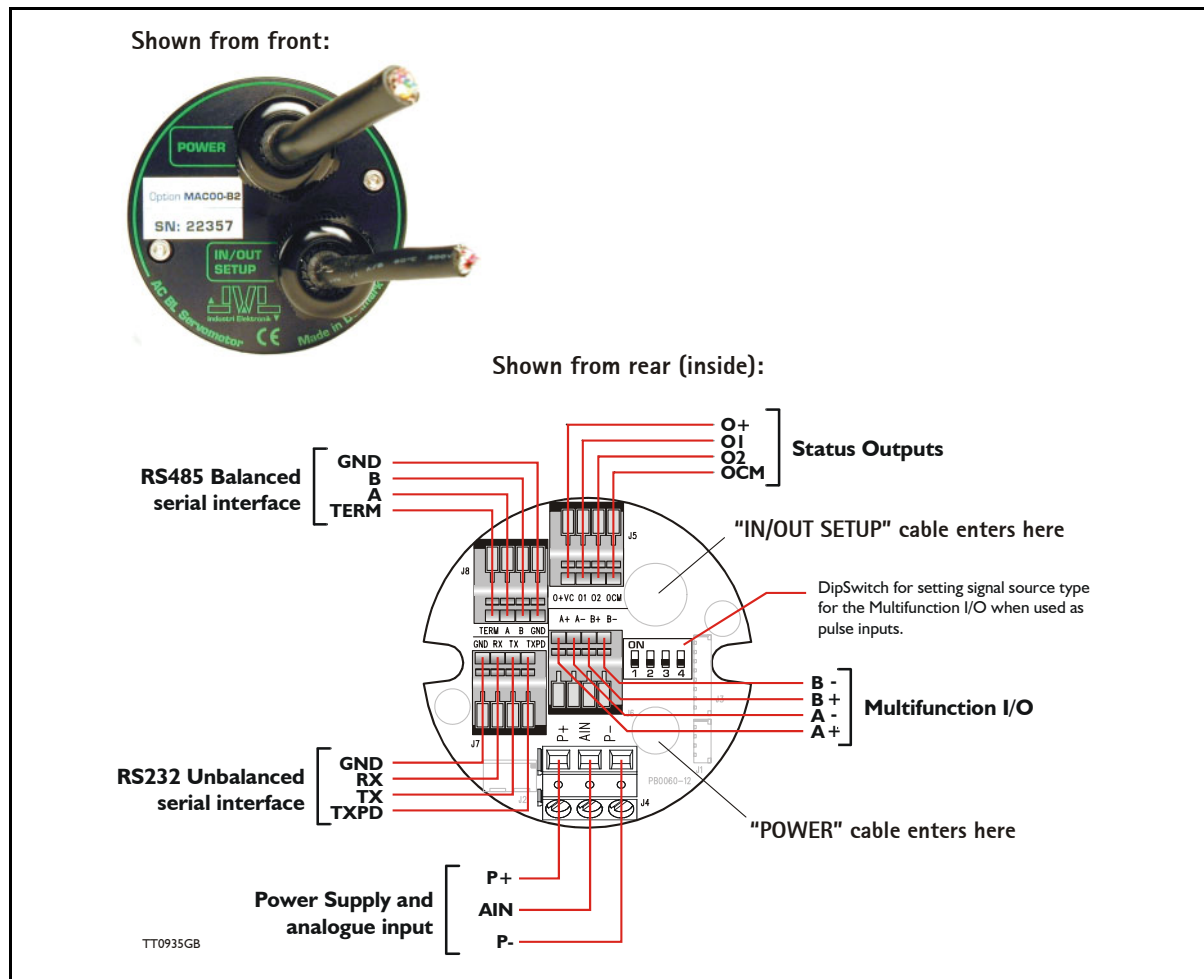 Shown from front:
POWER
Option MAC00-B2
SN: 22357
IN/OUT
SETUP
JVL
Industri Elektronik
AC BL Servomotor
CE
Made in
Shown from rear (inside):
O+
O1
O2
OCM
Status Outputs
RS485 Balanced
serial interface
GND
B
A
TERM
"IN/OUT SETUP" cable enters here
DipSwitch for setting signal source type
for the Multifunction I/O when used as
pulse inputs.
J5
J8
O+VC O1 O2 OCM
A+ A- B+ B-
TERM A B GND
GND RX TX TXPD
ON
1 2 3 4
B -
B +
A -
A+
Multifunction I/O
J7
P+
AIN
P-
J1
J2
PB0060-12
J4
RS232 Unbalanced
serial interface
GND
RX
TX
TXPD
"POWER" cable enters here
Power Supply and
analogue input
P+
AIN
P-
TT0935GB